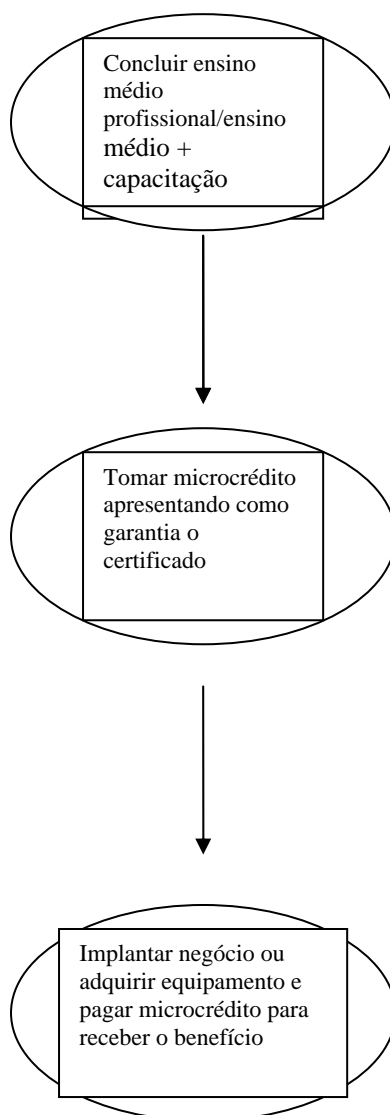 Concluir ensino
médio
profissional/ensino
médio +
capacitação
Tomar microcrédito
apresentando como
garantia o
certificado
Implantar negócio ou
adquirir equipamento e
pagar microcrédito para
receber o benefício